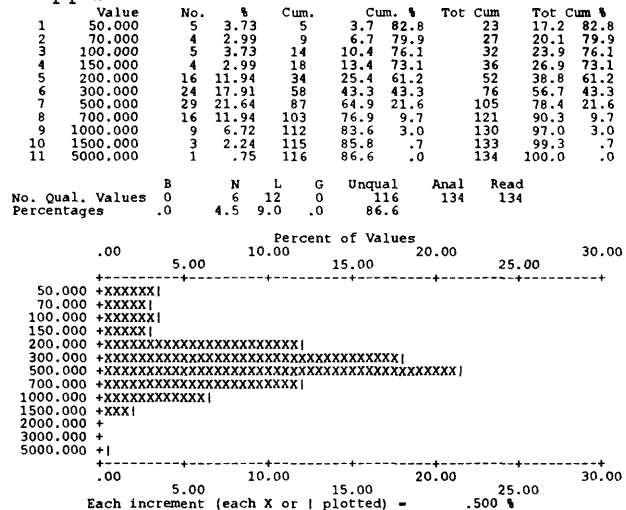 Value No. % Cum. Cum. % Tot Cum Tot Cum %
1 50.000 5 3.73 5 3.7 82.8 23 17.2 82.8
2 70.000 4 2.99 9 6.7 79.9 27 20.1 79.9
3 100.000 5 3.73 14 10.4 76.1 32 23.9 76.1
4 150.000 4 2.99 18 13.4 73.1 36 26.9 73.1
5 200.000 16 11.94 34 25.4 61.2 52 38.8 61.2
6 300.000 24 17.91 58 43.3 43.3 76 56.7 43.3
7 500.000 29 21.64 87 64.9 21.6 105 78.4 21.6
8 700.000 16 11.94 103 76.9 9.7 121 90.3 9.7
9 1000.000 9 6.72 112 83.6 3.0 130 97.0 3.0
10 1500.000 3 2.24 115 85.8 .7 133 99.3 .7
11 5000.000 1 .75 116 86.6 .0 134 100.0 .0
B N L G Unqual Anal Read
No. Qual. Values 0 6 12 0 116 134 134
Percentages .0 4.5 9.0 .0 86.6
Percent of Values
.00 10.00 20.00 30.00
5.00 15.00 25.00
+---------+---------+---------+---------+---------+---------+
50.000 +XXXXXX|
70.000 +XXXXX|
100.000 +XXXXXX|
150.000 +XXXXX|
200.000 +XXXXXXXXXXXXXXXXXXXXXXX|
300.000 +XXXXXXXXXXXXXXXXXXXXXXXXXXXXXXXXXXX|
500.000 +XXXXXXXXXXXXXXXXXXXXXXXXXXXXXXXXXXXXXXXXXX|
700.000 +XXXXXXXXXXXXXXXXXXXXXXX|
1000.000 +XXXXXXXXXXXX|
1500.000 +XXX|
2000.000 +
3000.000 +
5000.000 +|
+---------+---------+---------+---------+---------+---------+
.00 10.00 20.00 30.00
5.00 15.00 25.00
Each increment (each X or | plotted) = .500 %